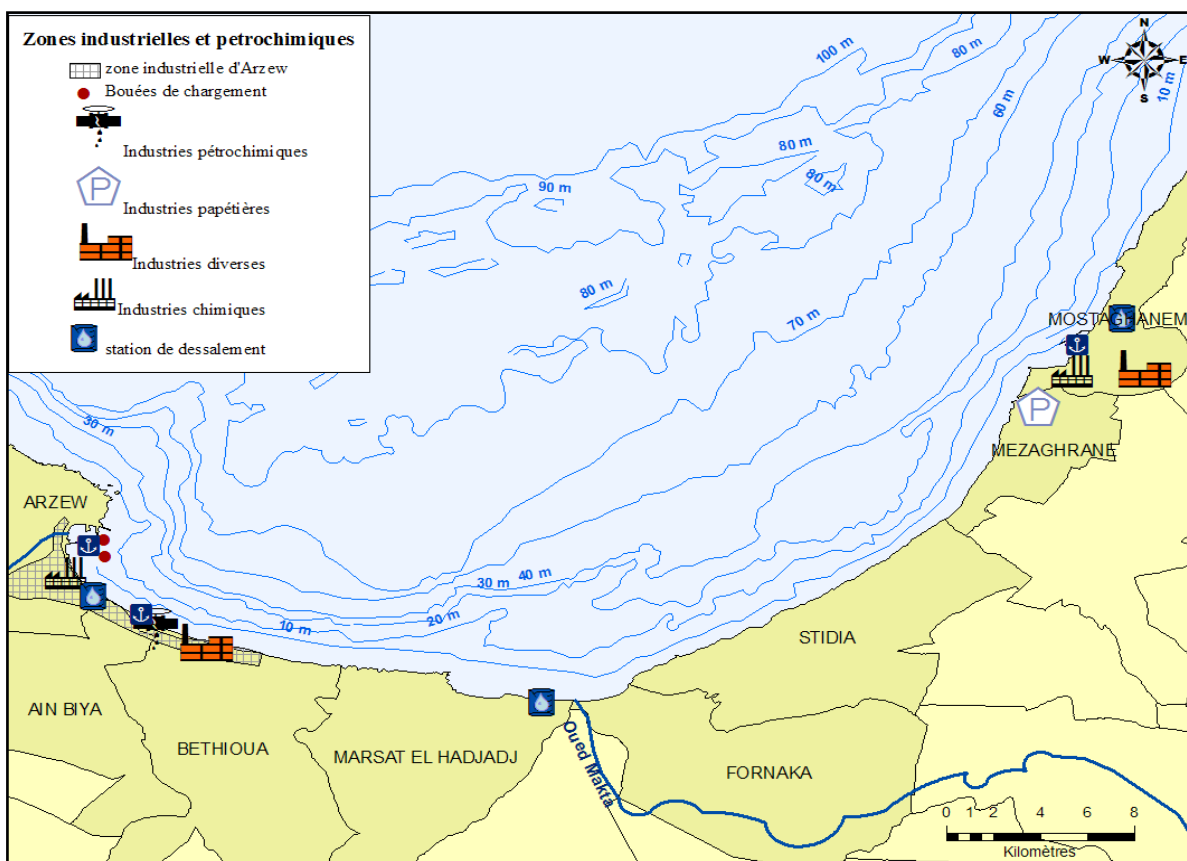 Zones industrielles et petrochimiques
zone industrielle d'Arzew
Bouées de chargement
Industries pétrochimiques
P
Industries papétières
Industries diverses
Industries chimiques
station de dessalement
100 m
80 m
N
W
E
S
10 m
60 m
80 m
80 m
90 m
80 m
70 m
MOSTAGHANEM
P
MEZAGHRANE
30 m
ARZEW
30 m
40 m
20 m
10 m
STIDIA
AIN BIYA
BETHIOUA
MARSAT EL HADJADJ
Oued Makta
FORNAKA
0 1 2 4 6 8
Kilomètres